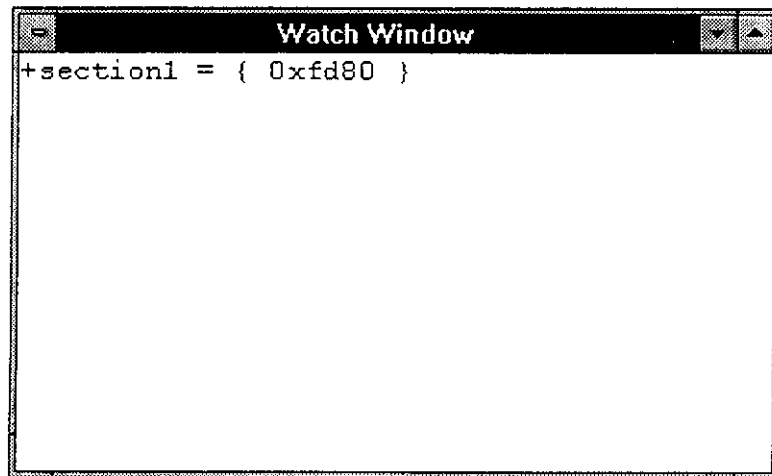 Watch Window
+section1 = { 0xfd80 }